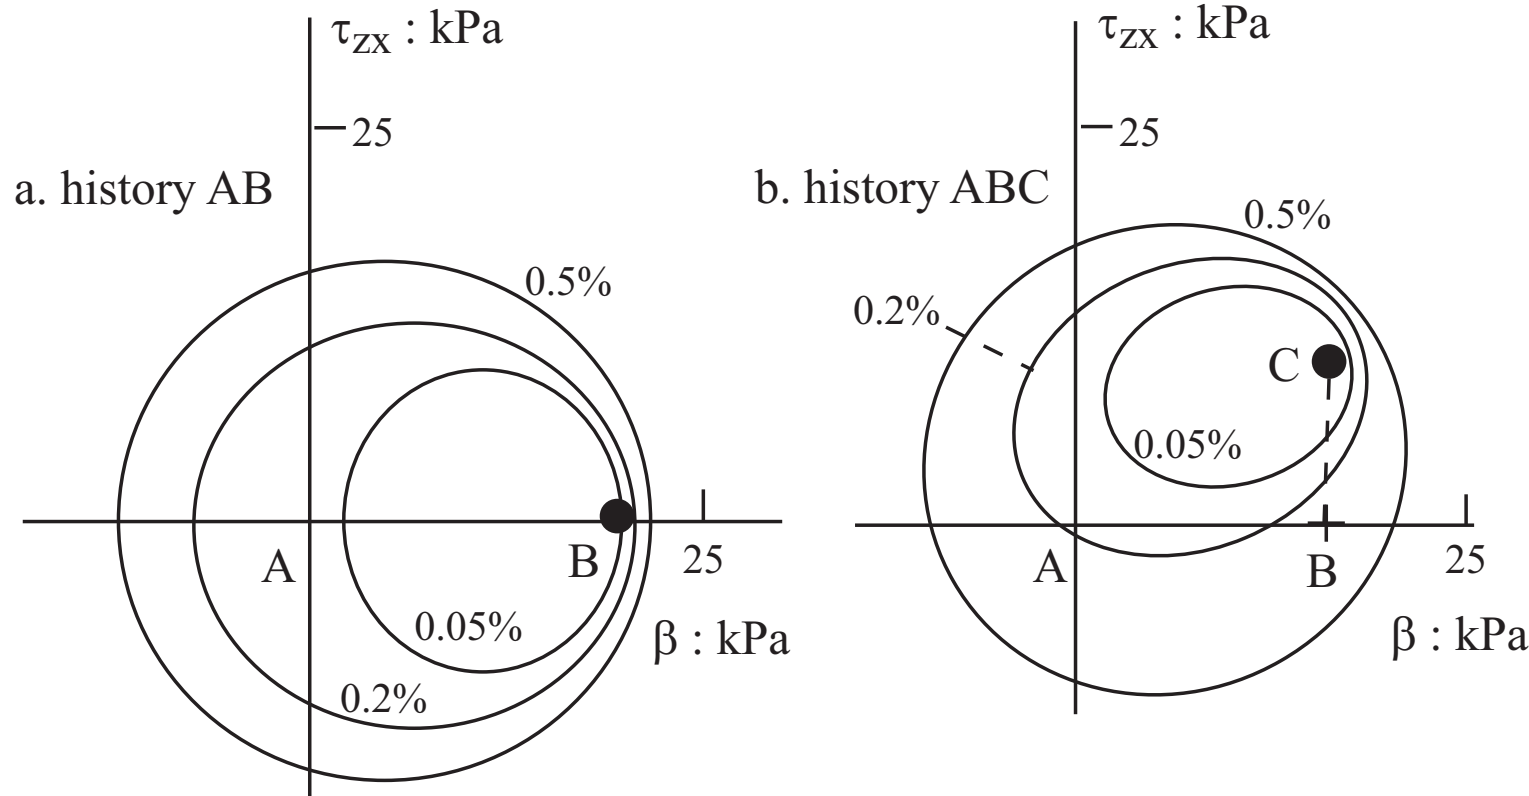 τzx : kPa
25
a. history AB
0.5%
A
B
25
0.05%
β : kPa
0.2%
τzx : kPa
25
b. history ABC
0.5%
0.2%
C
0.05%
A
B
25
β : kPa